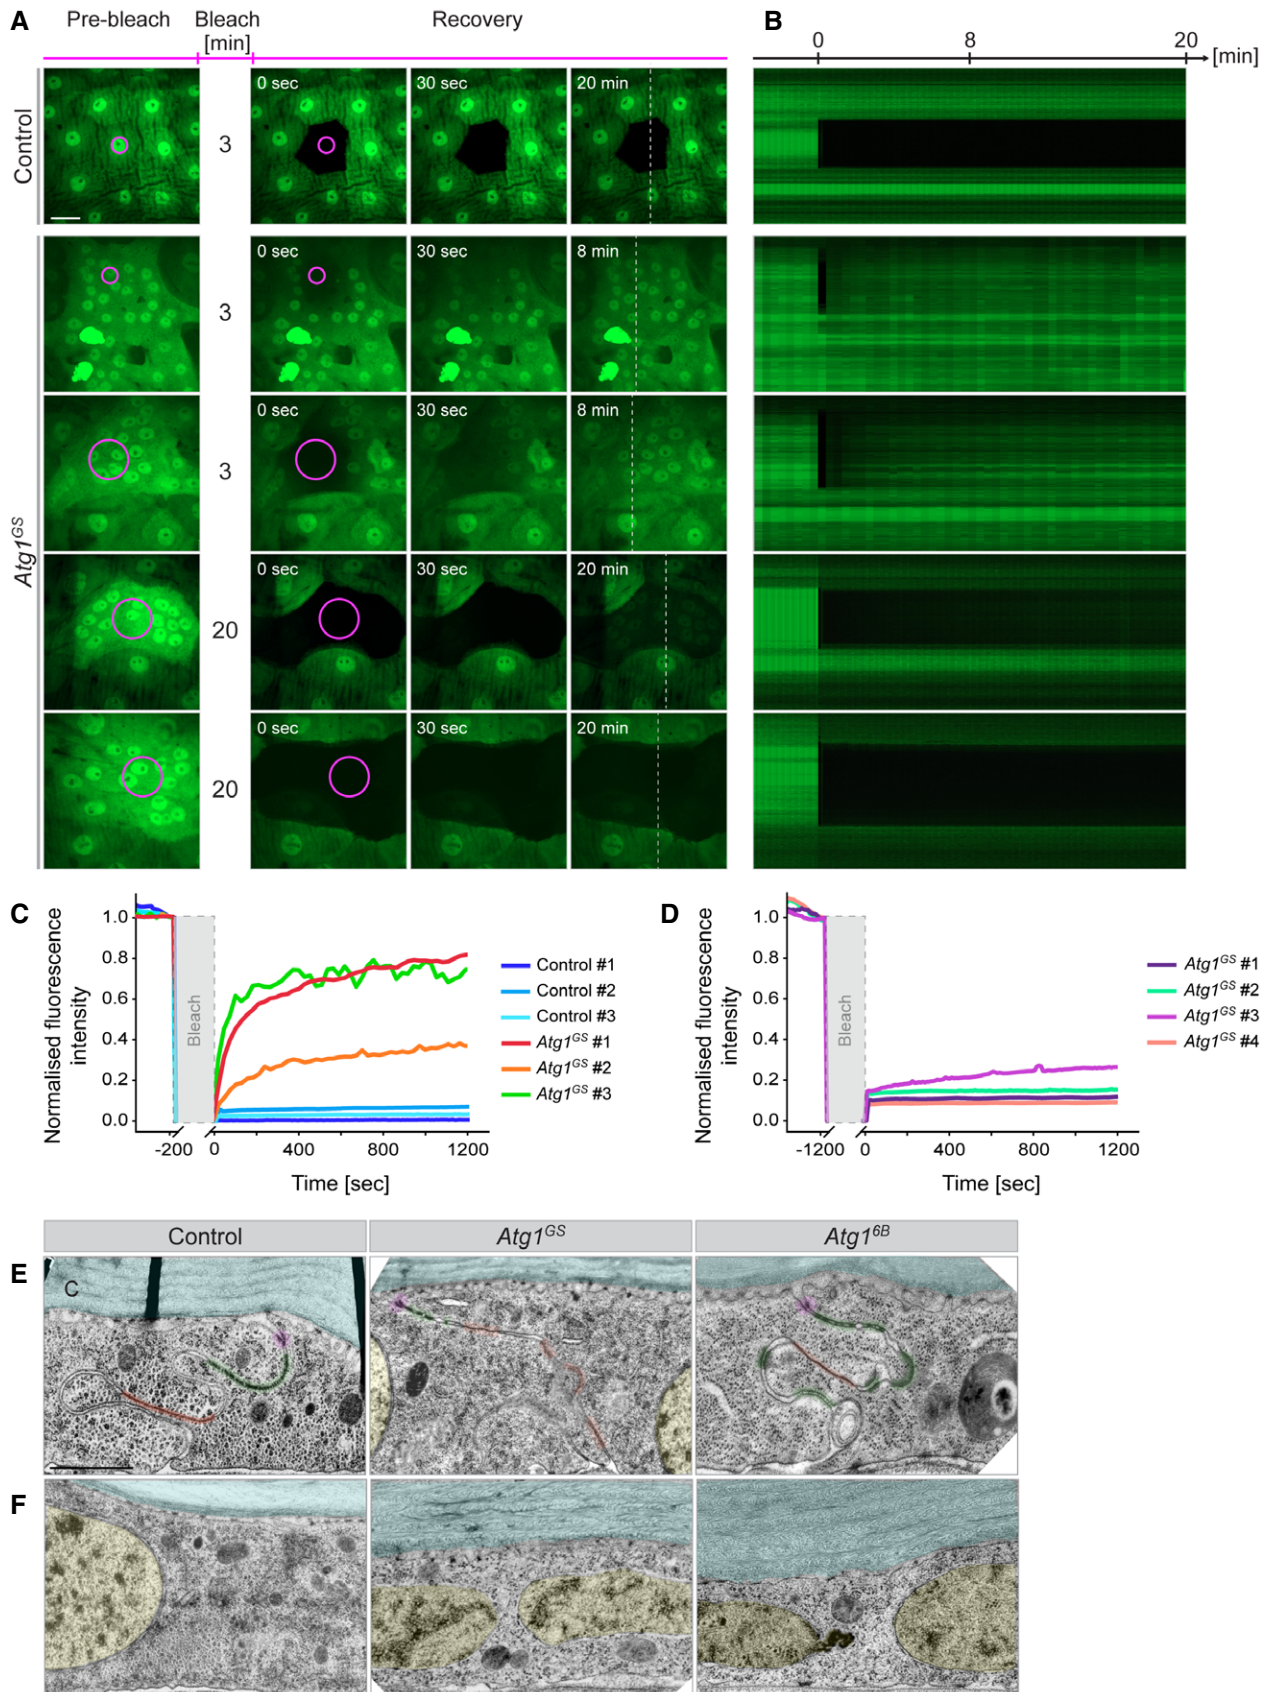 A
Pre-bleach
Bleach
[min]
Recovery
B
0
8
20
[min]
Control
3
0 sec
30 sec
20 min
Atg1GS
3
0 sec
30 sec
8 min
3
0 sec
30 sec
8 min
20
0 sec
30 sec
20 min
20
0 sec
30 sec
20 min
C
Normalised fluorescence
intensity
1.0
0.8
0.6
0.4
0.2
0.0
Bleach
-200
0
400
800
1200
Time [sec]
Control #1
Control #2
Control #3
Atg1GS #1
Atg1GS #2
Atg1GS #3
D
Normalised fluorescence
intensity
1.0
0.8
0.6
0.4
0.2
0.0
Bleach
-1200
0
400
800
1200
Time [sec]
Atg1GS #1
Atg1GS #2
Atg1GS #3
Atg1GS #4
Control
Atg1GS
Atg16B
E
C
F